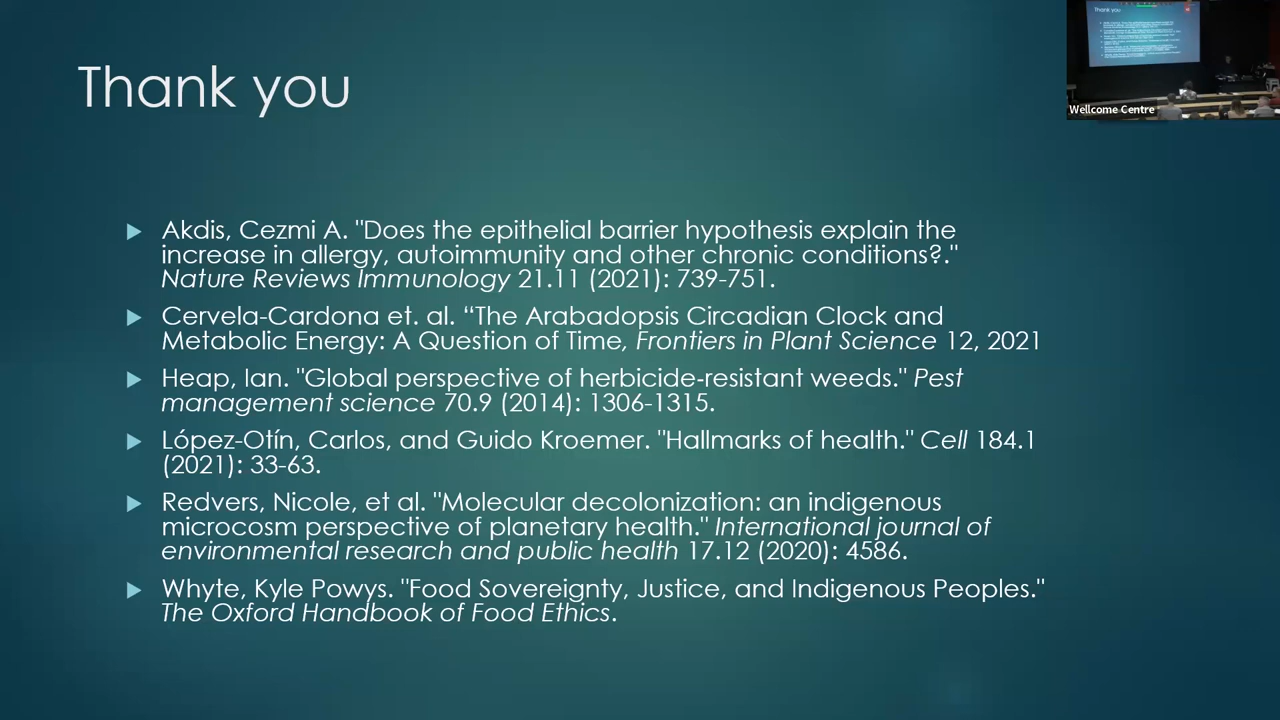 Thank you
Thank you
Wellcome Centre
Akdis, Cezmi A. "Does the epithelial barrier hypothesis explain the
increase in allergy, autoimmunity and other chronic conditions?."
Nature Reviews Immunology 21.11 (2021): 739-751.
Cervela-Cardona et. al. “The Arabadopsis Circadian Clock and
Metabolic Energy: A Question of Time, Frontiers in Plant Science 12, 2021
Heap, Ian. "Global perspective of herbicide-resistant weeds." Pest
management science 70.9 (2014): 1306-1315.
López-Otín, Carlos, and Guido Kroemer. "Hallmarks of health." Cell 184.1
(2021): 33-63.
Redvers, Nicole, et al. "Molecular decolonization: an indigenous
microcosm perspective of planetary health." International journal of
environmental research and public health 17.12 (2020): 4586.
Whyte, Kyle Powys. "Food Sovereignty, Justice, and Indigenous Peoples."
The Oxford Handbook of Food Ethics.